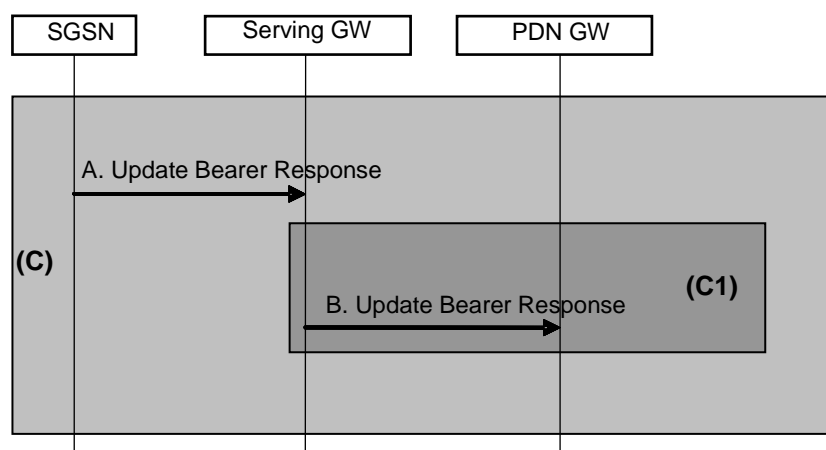 SGSN
Serving GW
PDN GW
A. Update Bearer Response
(C)
(C1)
B. Update Bearer Response